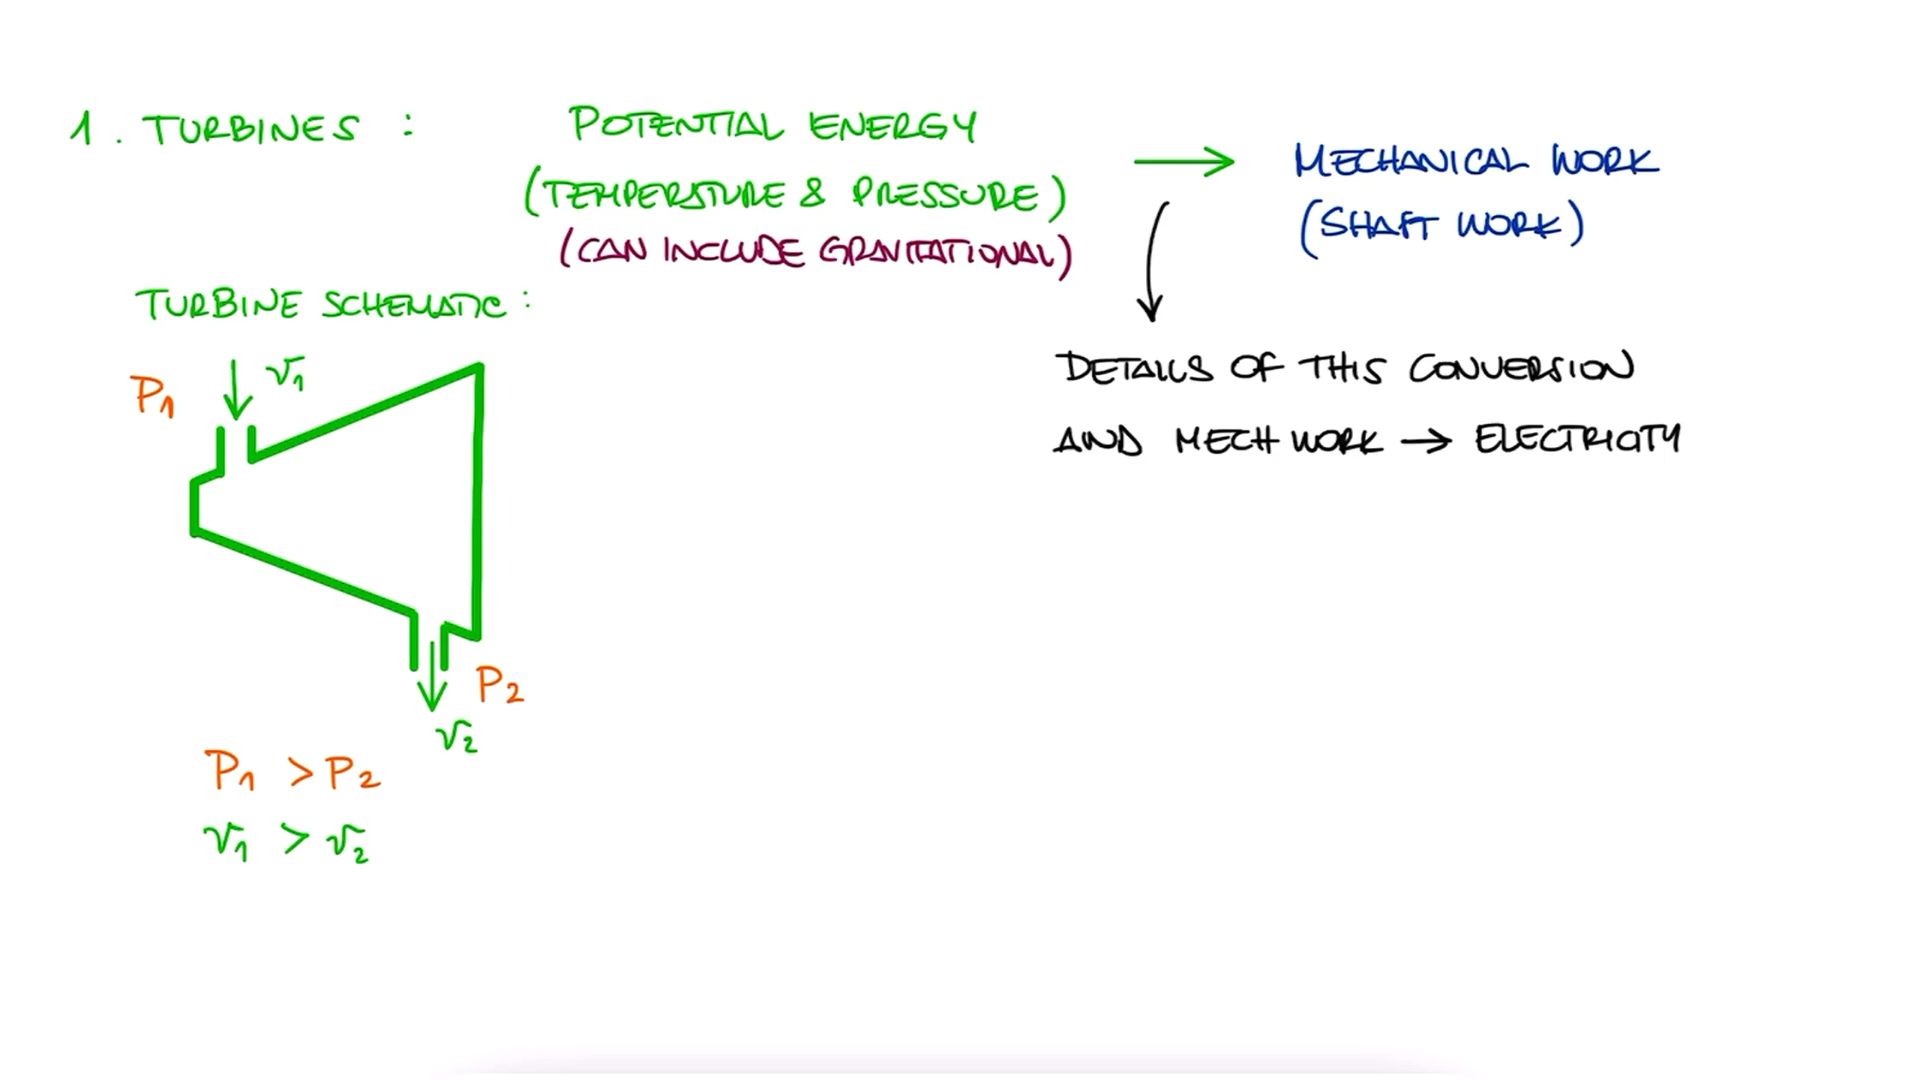 1. TURBINES :
POTENTIAL ENERGY
(TEMPERATURE & PRESSURE)
(CAN INCLUDE GRAVITATIONAL)
MECHANICAL WORK
(SHAFT WORK)
DETAILS OF THIS CONVERSION
AND MECH WORK → ELECTRICITY
TURBINE SCHEMATIC :
P₁
v₁
P₂
v₂
P₁ > P₂
v₁ > v₂